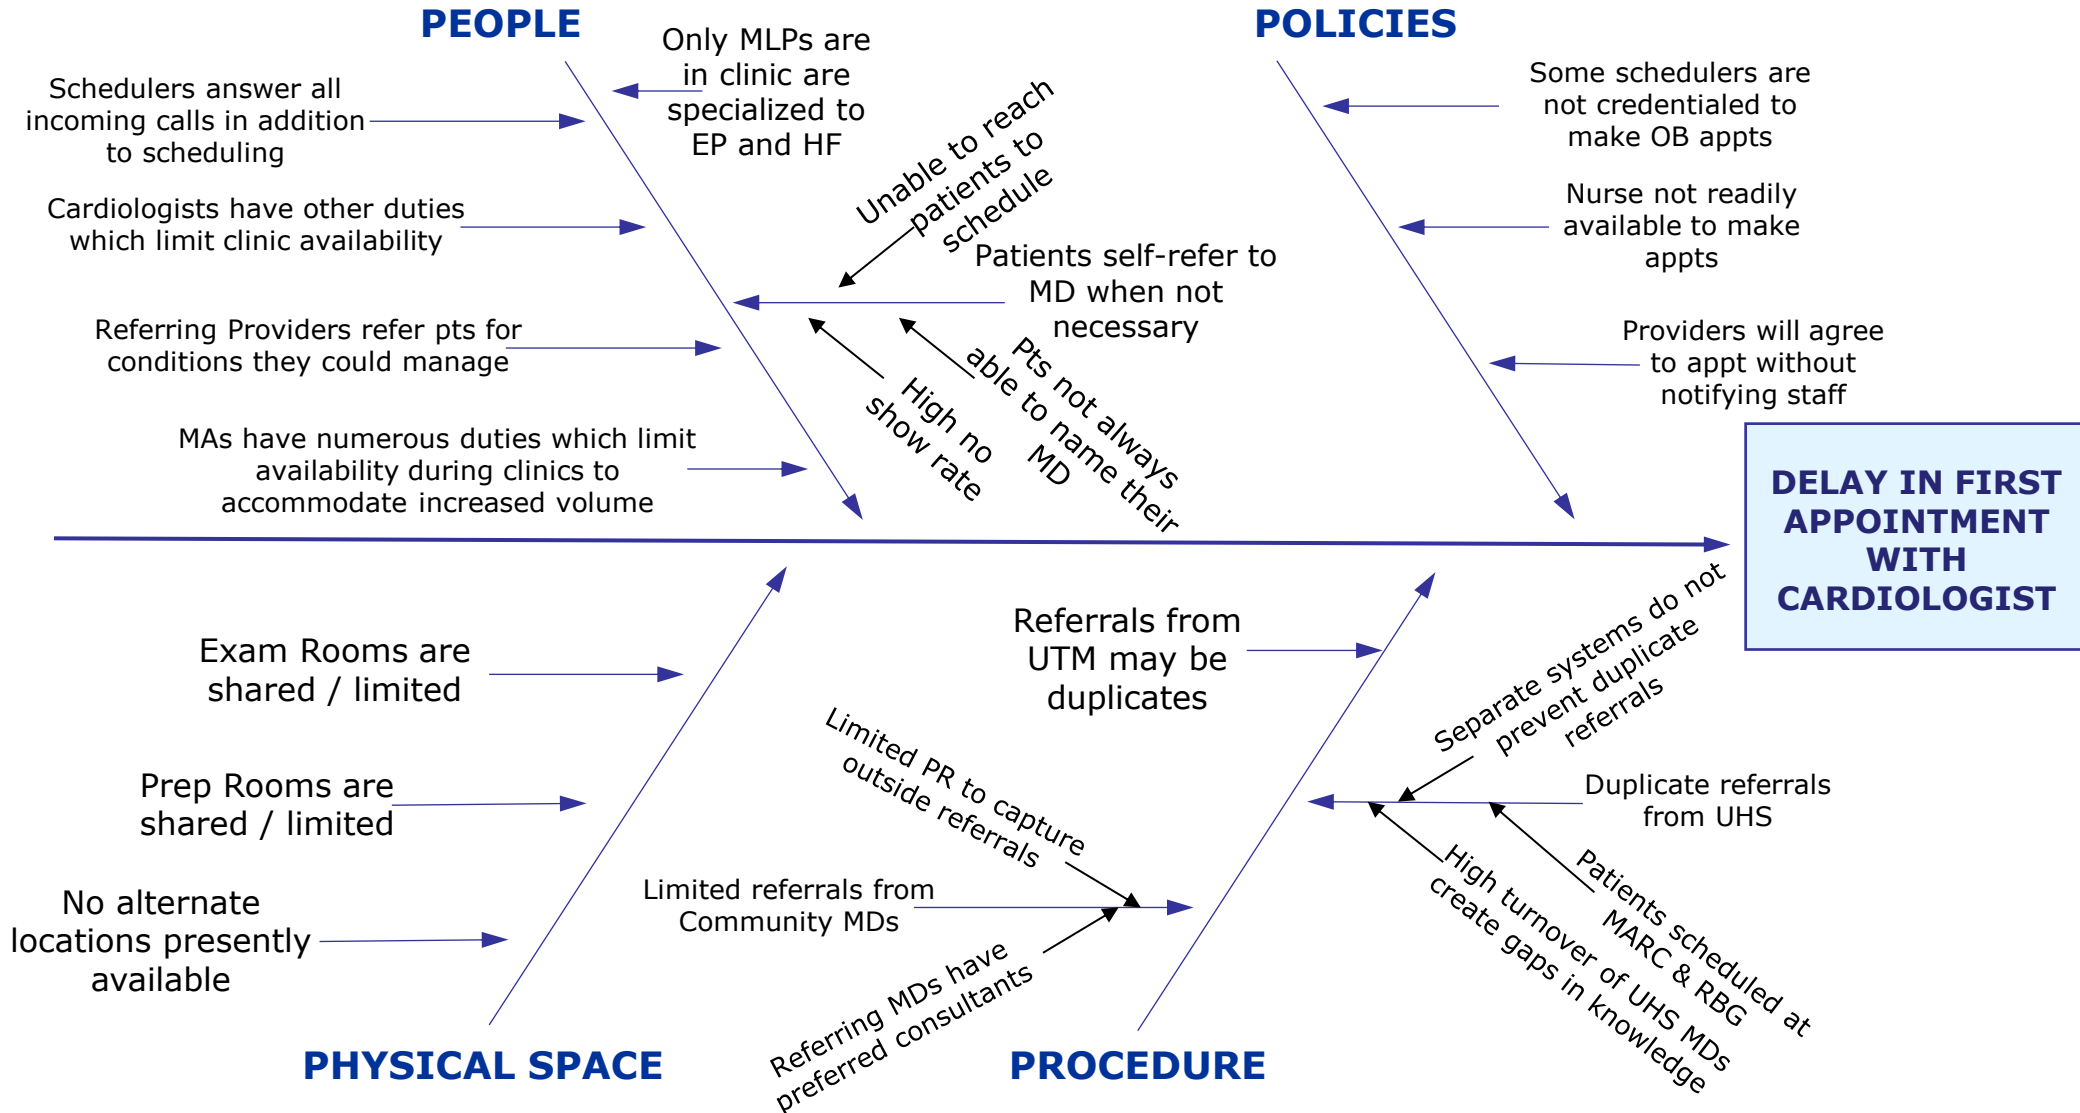 PEOPLE
Only MLPs are
in clinic are
specialized to
EP and HF
Schedulers answer all
incoming calls in addition
to scheduling
Cardiologists have other duties
which limit clinic availability
Referring Providers refer pts for
conditions they could manage
MAs have numerous duties which limit
availability during clinics to
accommodate increased volume
Unable to reach
patients to
schedule
Patients self-refer to
MD when not
necessary
High no
show rate
Pts not always
able to name their
MD
POLICIES
Some schedulers are
not credentialed to
make OB appts
Nurse not readily
available to make
appts
Providers will agree
to appt without
notifying staff
DELAY IN FIRST
APPOINTMENT
WITH
CARDIOLOGIST
Exam Rooms are
shared / limited
Prep Rooms are
shared / limited
No alternate
locations presently
available
PHYSICAL SPACE
Referrals from
UTM may be
duplicates
Limited PR to capture
outside referrals
Limited referrals from
Community MDs
Referring MDs have
preferred consultants
Separate systems do not
prevent duplicate
referrals
Duplicate referrals
from UHS
High turnover of UHS MDs
create gaps in knowledge
Patients scheduled at
MARC & RBG
PROCEDURE